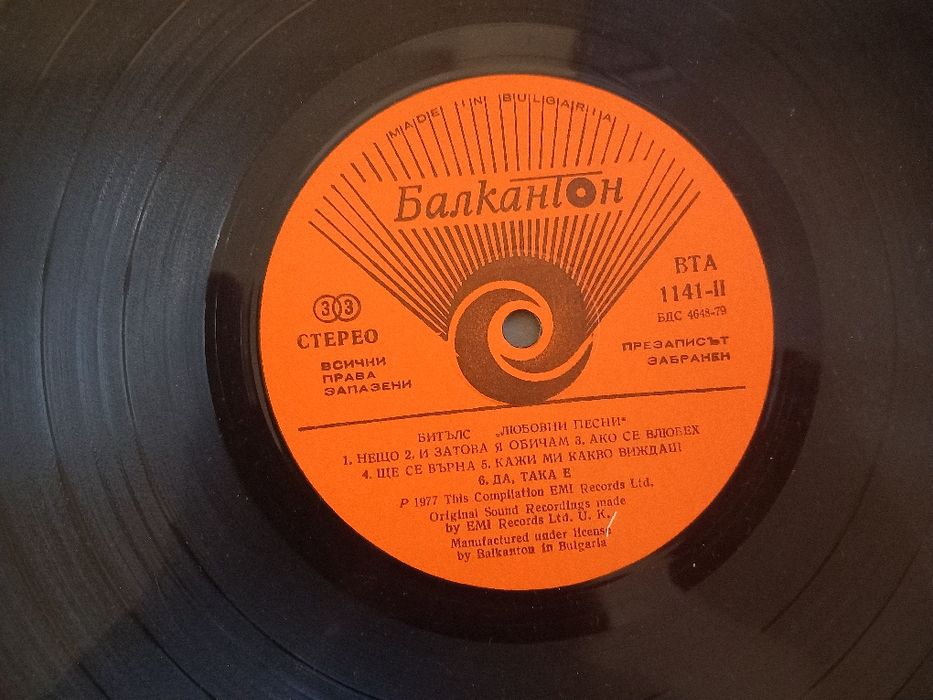 MADE IN BULGARIA
Балкантон
ВТА
1141-II
БДС 4648-79
33
СТЕРЕО
ВСИЧНИ
ПРАВА
ЗАПАЗЕНИ
ПРЕЗАПИСЪТ
ЗАБРАНЕН
БИТЪЛС „ЛЮБОВНИ ПЕСНИ“
1. НЕЩО 2. И ЗАТОВА Я ОБИЧАМ 3. АКО СЕ ВЛЮБЕХ
4. ЩЕ СЕ ВЪРНА 5. КАЖИ МИ КАКВО ВИЖДАШ
6. ДА, ТАКА Е
P 1977 This Compilation EMI Records Ltd.
Original Sound Recordings made
by EMI Records Ltd. U. K.
Manufactured under license
by Balkanton in Bulgaria